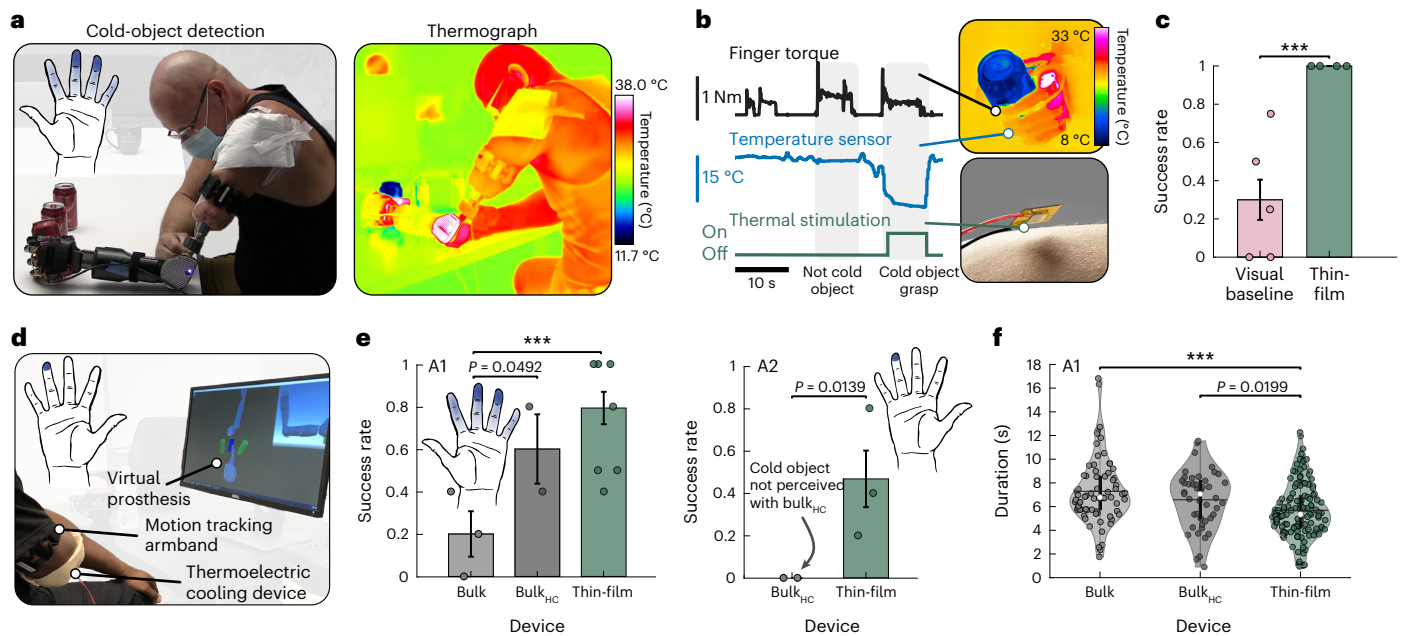 a
Cold-object detection
Thermograph
38.0 °C
Temperature (°C)
11.7 °C
b
Finger torque
1 Nm
Temperature sensor
15 °C
Thermal stimulation
On
Off
10 s
Not cold
object
Cold object
grasp
33 °C
8 °C
Temperature (°C)
c
***
Success rate
1
0.8
0.6
0.4
0.2
0
Visual
baseline
Thin-
film
d
Virtual
prosthesis
Motion tracking
armband
Thermoelectric
cooling device
e
A1
***
P = 0.0492
Success rate
1
0.8
0.6
0.4
0.2
0
Bulk
BulkHC
Thin-film
Device
A2
P = 0.0139
Success rate
1.0
0.8
0.6
0.4
0.2
0
Cold object
not perceived
with bulkHC
BulkHC
Thin-film
Device
f
A1
***
P = 0.0199
Duration (s)
18
16
14
12
10
8
6
4
2
0
Bulk
BulkHC
Thin-film
Device